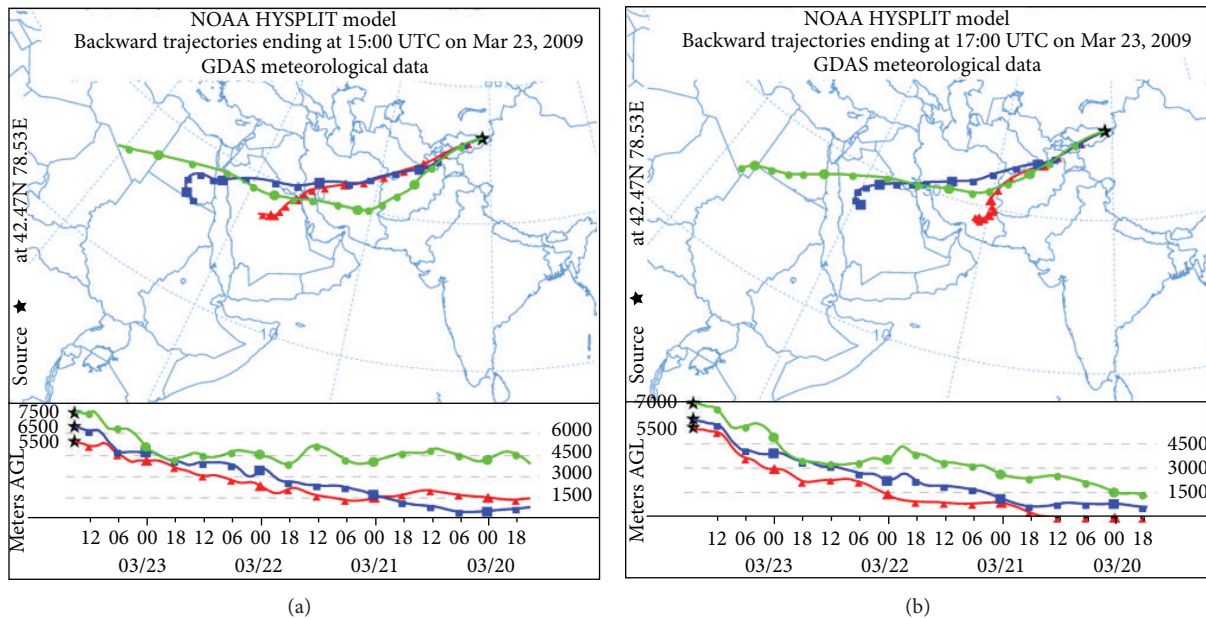 NOAA HYSPLIT model
Backward trajectories ending at 15:00 UTC on Mar 23, 2009
GDAS meteorological data
Source ★ at 42.47N 78.53E
10
Meters AGL
7500
6500
5500
6000
4500
3000
1500
12 06 00 18 12 06 00 18 12 06 00 18 12 06 00 18
03/23 03/22 03/21 03/20
(a)
NOAA HYSPLIT model
Backward trajectories ending at 17:00 UTC on Mar 23, 2009
GDAS meteorological data
Source ★ at 42.47N 78.53E
10
Meters AGL
7000
5500
4500
3000
1500
12 06 00 18 12 06 00 18 12 06 00 18 12 06 00 18
03/23 03/22 03/21 03/20
(b)